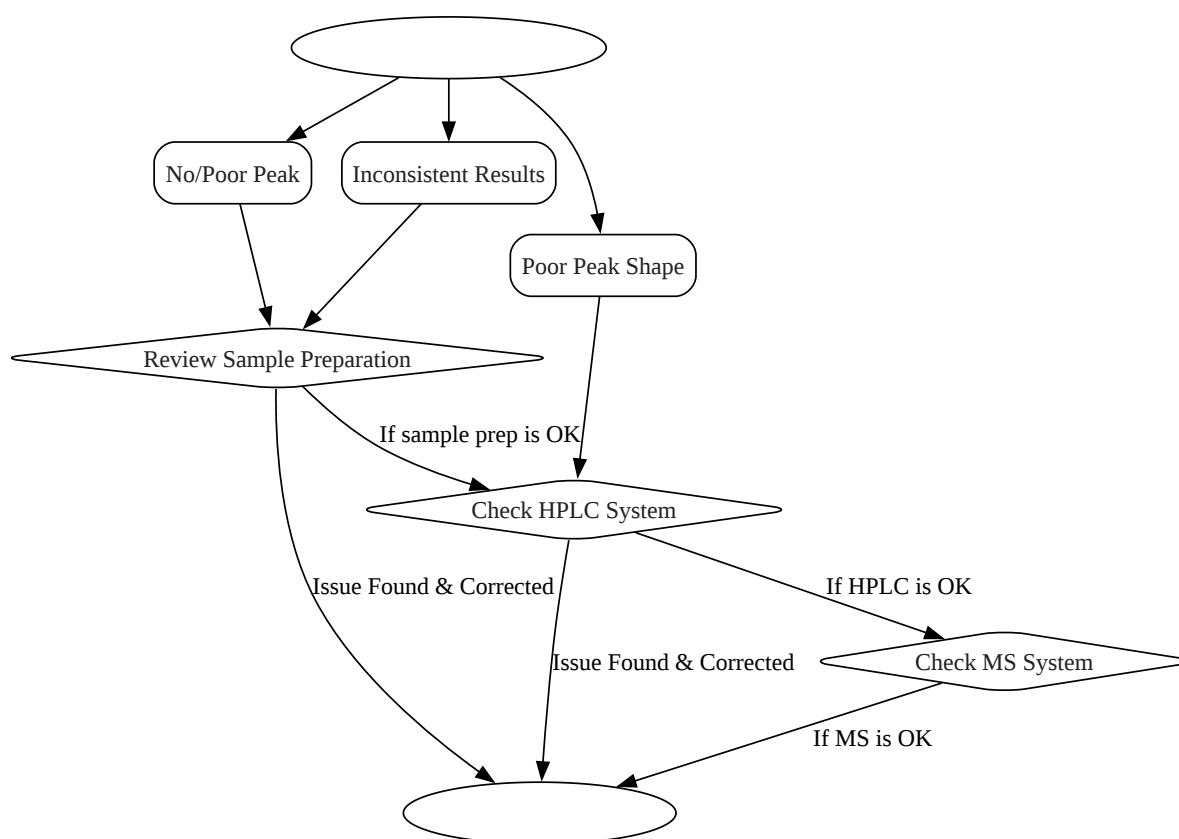 No/Poor Peak
Inconsistent Results
Poor Peak Shape
Review Sample Preparation
If sample prep is OK
Check HPLC System
Issue Found & Corrected
If HPLC is OK
Issue Found & Corrected
Check MS System
If MS is OK